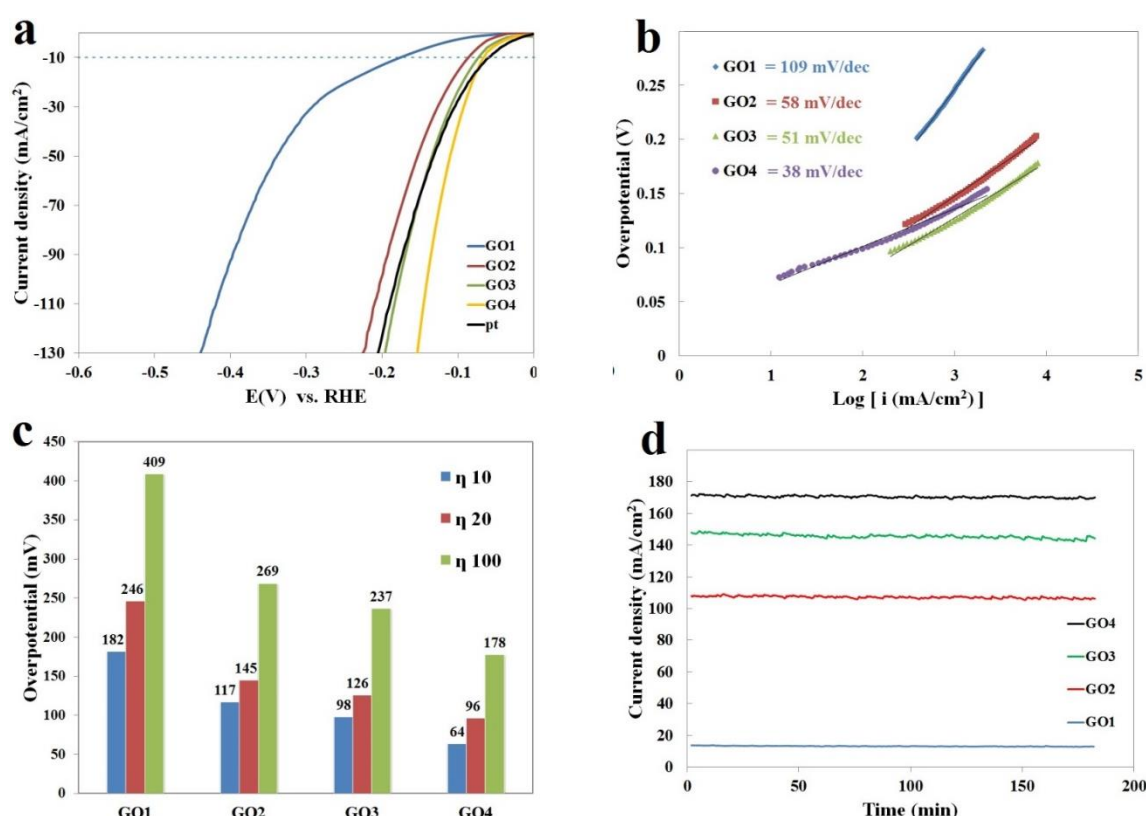 a
Current density (mA/cm²)
-10
-30
-50
-70
-90
-110
-130
-0.6
-0.5
-0.4
-0.3
-0.2
-0.1
0
E(V) vs. RHE
GO1
GO2
GO3
GO4
pt
b
Overpotential (V)
0.25
0.2
0.15
0.1
0.05
0
0
1
2
3
4
5
Log [ i (mA/cm²) ]
GO1 = 109 mV/dec
GO2 = 58 mV/dec
GO3 = 51 mV/dec
GO4 = 38 mV/dec
c
Overpotential (mV)
450
400
350
300
250
200
150
100
50
0
409
246
182
269
145
117
237
126
98
178
96
64
η 10
η 20
η 100
GO1
GO2
GO3
GO4
d
Current density (mA/cm²)
180
160
140
120
100
80
60
40
20
0
0
50
100
150
200
Time (min)
GO4
GO3
GO2
GO1